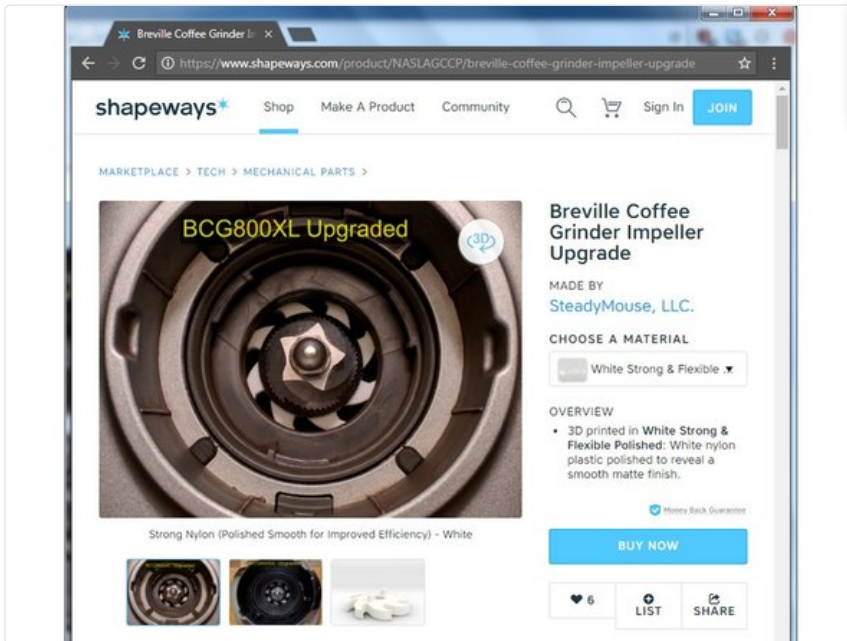 Breville Coffee Grinder I
https://www.shapeways.com/product/NASLAGCCP/breville-coffee-grinder-impeller-upgrade
shapeways*
Shop
Make A Product
Community
Sign In
JOIN
MARKETPLACE > TECH > MECHANICAL PARTS >
BCG800XL Upgraded
3D
Strong Nylon (Polished Smooth for Improved Efficiency) - White
Breville Coffee
Grinder Impeller
Upgrade
MADE BY
SteadyMouse, LLC.
CHOOSE A MATERIAL
White Strong & Flexible .
OVERVIEW
• 3D printed in White Strong &
Flexible Polished: White nylon
plastic polished to reveal a
smooth matte finish.
Money Back Guarantee
BUY NOW
6
LIST
SHARE